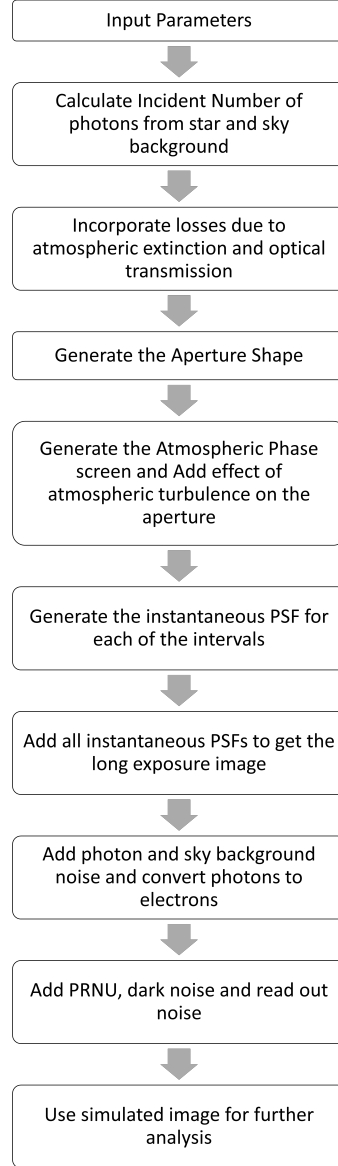 Input Parameters
Calculate Incident Number of
photons from star and sky
background
Incorporate losses due to
atmospheric extinction and optical
transmission
Generate the Aperture Shape
Generate the Atmospheric Phase
screen and Add effect of
atmospheric turbulence on the
aperture
Generate the instantaneous PSF for
each of the intervals
Add all instantaneous PSFs to get the
long exposure image
Add photon and sky background
noise and convert photons to
electrons
Add PRNU, dark noise and read out
noise
Use simulated image for further
analysis